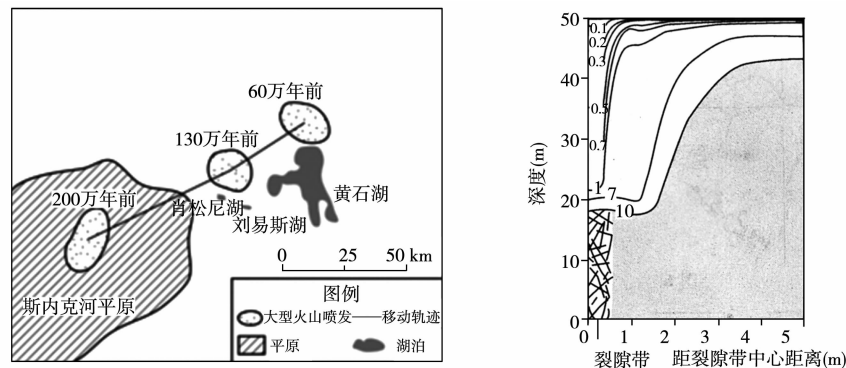 60万年前
130万年前
200万年前
黄石湖
肖松尼湖
刘易斯湖
0 25 50 km
斯内克河平原
图例
大型火山喷发——移动轨迹
平原 湖泊
深度(m)
50
40
30
20
10
0
0.1
0.2
0.3
0.5
0.7
1 7
10
0 1 2 3 4 5
裂隙带 距裂隙带中心距离(m)